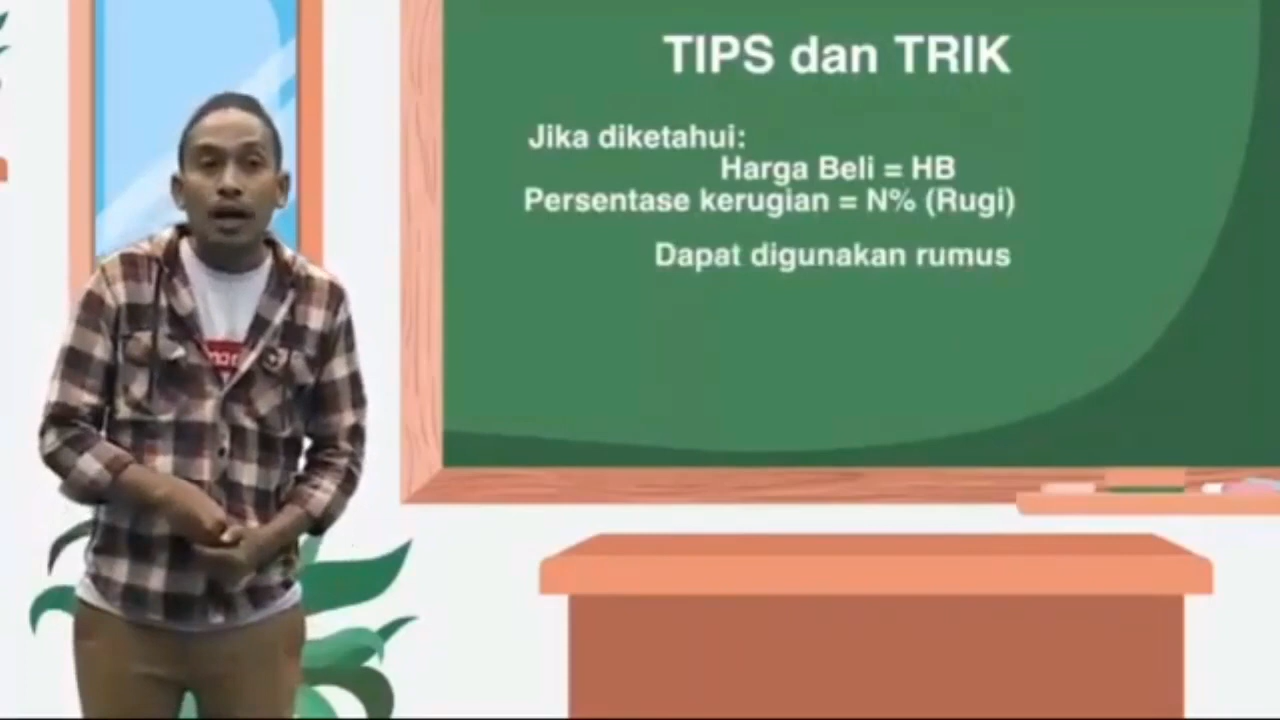 TIPS dan TRIK
Jika diketahui:
Harga Beli = HB
Persentase kerugian = N% (Rugi)
Dapat digunakan rumus